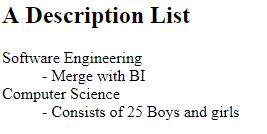 A Description List
Software Engineering
- Merge with BI
Computer Science
- Consists of 25 Boys and girls